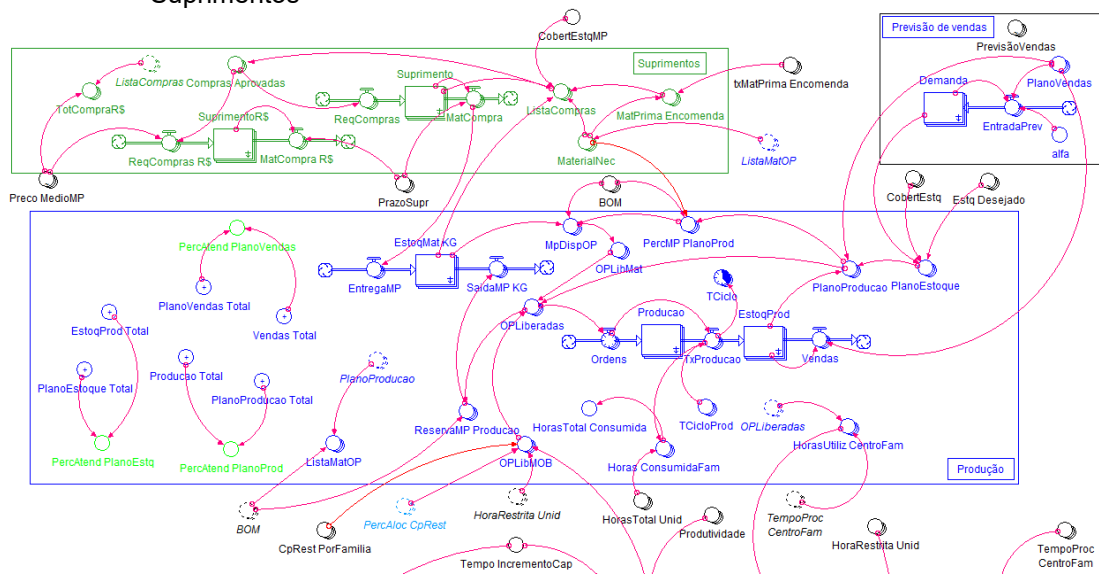 Suprimentos
CobertEstqMP
Previsão de vendas
PrevisãoVendas
ListaCompras
Compras Aprovadas
Suprimento
Suprimentos
txMatPrima Encomenda
Demanda
PlanoVendas
TotCompraR$
SuprimentoR$
ReqCompras
MatCompra
ListaCompras
MatPrima Encomenda
EntradaPrev
ReqCompras R$
MatCompra R$
MaterialNec
ListaMatOP
alfa
Preco MedioMP
PrazoSupr
BOM
CobertEstq
Estq Desejado
PercAtend PlanoVendas
EstoqMat KG
MpDispOP
PercMP PlanoProd
OPLibMat
EntregaMP
SaidaMP KG
TCiclo
PlanoProducao
PlanoEstoque
PlanoVendas Total
EstoqProd Total
Vendas Total
OPLiberadas
Producao
EstoqProd
Ordens
TxProducao
Vendas
PlanoEstoque Total
Producao Total
PlanoProducao Total
PlanoProducao
ReservaMP Producao
HorasTotal Consumida
TCicloProd
OPLiberadas
HorasUtiliz CentroFam
PercAtend PlanoEstq
PercAtend PlanoProd
ListaMatOP
OPLibMOB
Horas ConsumidaFam
Produção
BOM
PercAloc CpRest
HoraRestrita Unid
HorasTotal Unid
Produtividade
TempoProc
CentroFam
CpRest PorFamilia
HoraRestrita Unid
TempoProc
CentroFam
Tempo IncrementoCap